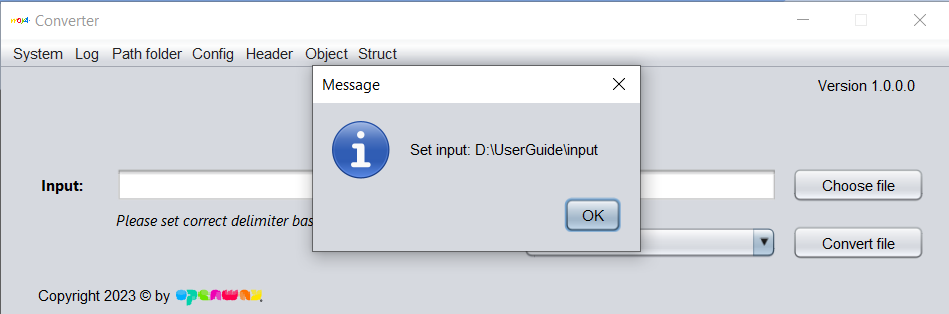 Converter
System Log Path folder Config Header Object Struct
Message
Version 1.0.0.0
Set input: D:\UserGuide\input
Input:
Choose file
Please set correct delimiter bas
OK
Convert file
Copyright 2023 © by openway.